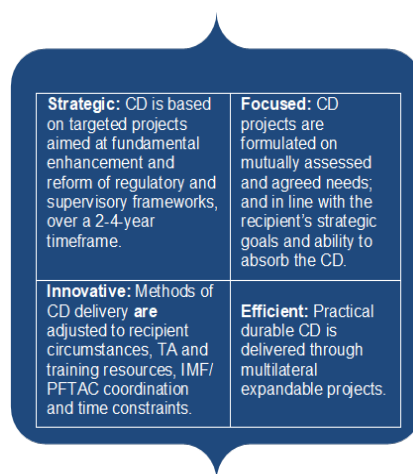 Strategic: CD is based
on targeted projects
aimed at fundamental
enhancement and
reform of regulatory and
supervisory frameworks,
over a 2-4-year
timeframe.
Focused: CD
projects are
formulated on
mutually assessed
and agreed needs;
and in line with the
recipient's strategic
goals and ability to
absorb the CD.
Innovative: Methods of
CD delivery are
adjusted to recipient
circumstances, TA and
training resources, IMF/
PFTAC coordination
and time constraints.
Efficient: Practical
durable CD is
delivered through
multilateral
expandable projects.